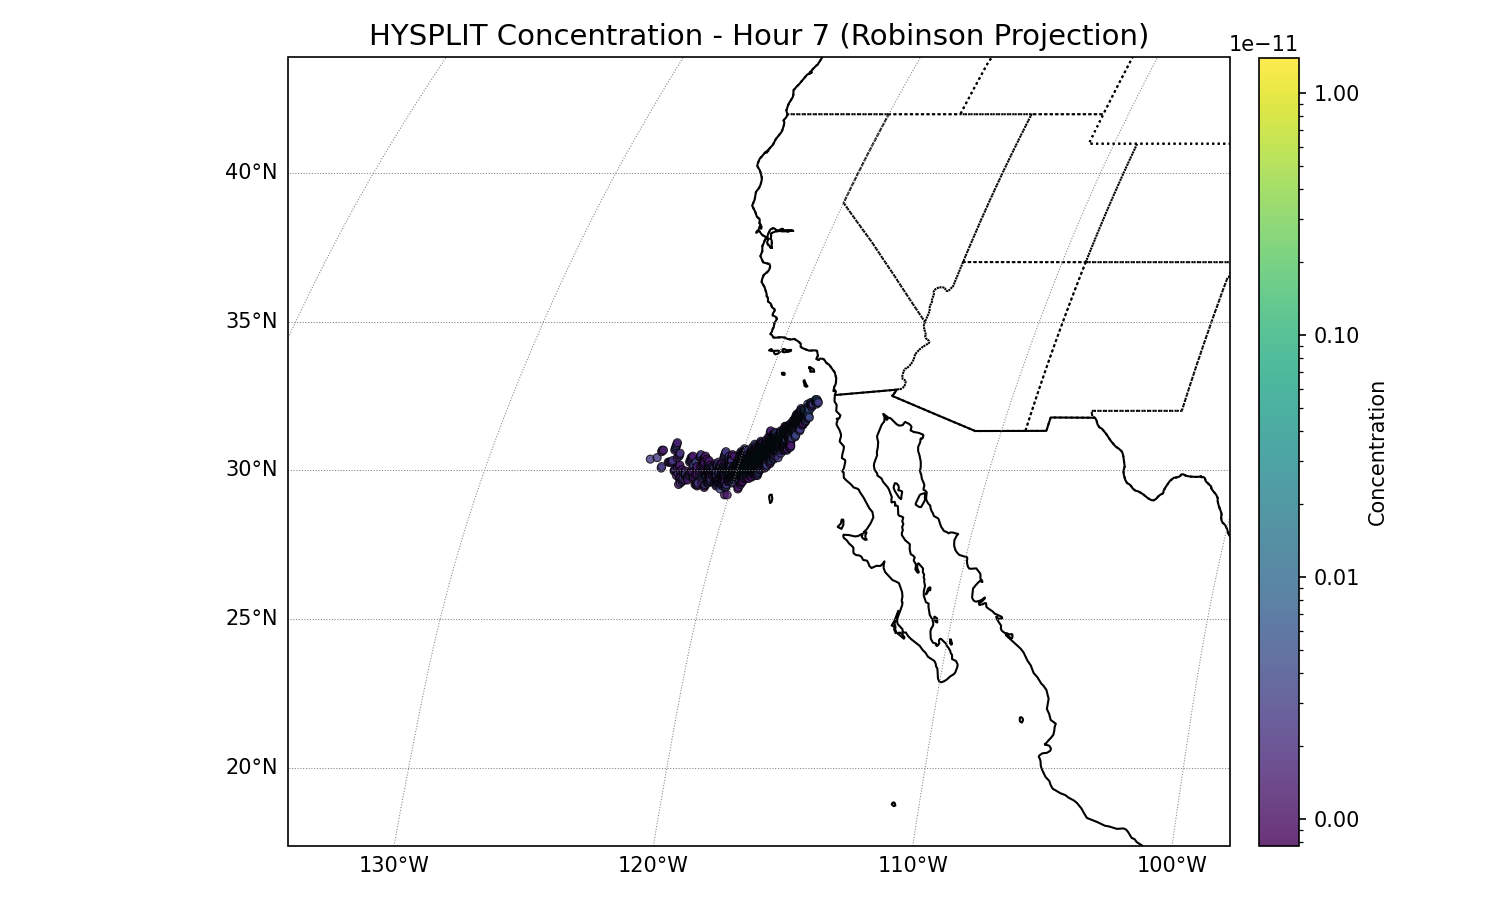 HYSPLIT Concentration - Hour 7 (Robinson Projection)
1e−11
1.00
40°N
35°N
0.10
Concentration
30°N
0.01
25°N
20°N
0.00
130°W 120°W 110°W 100°W